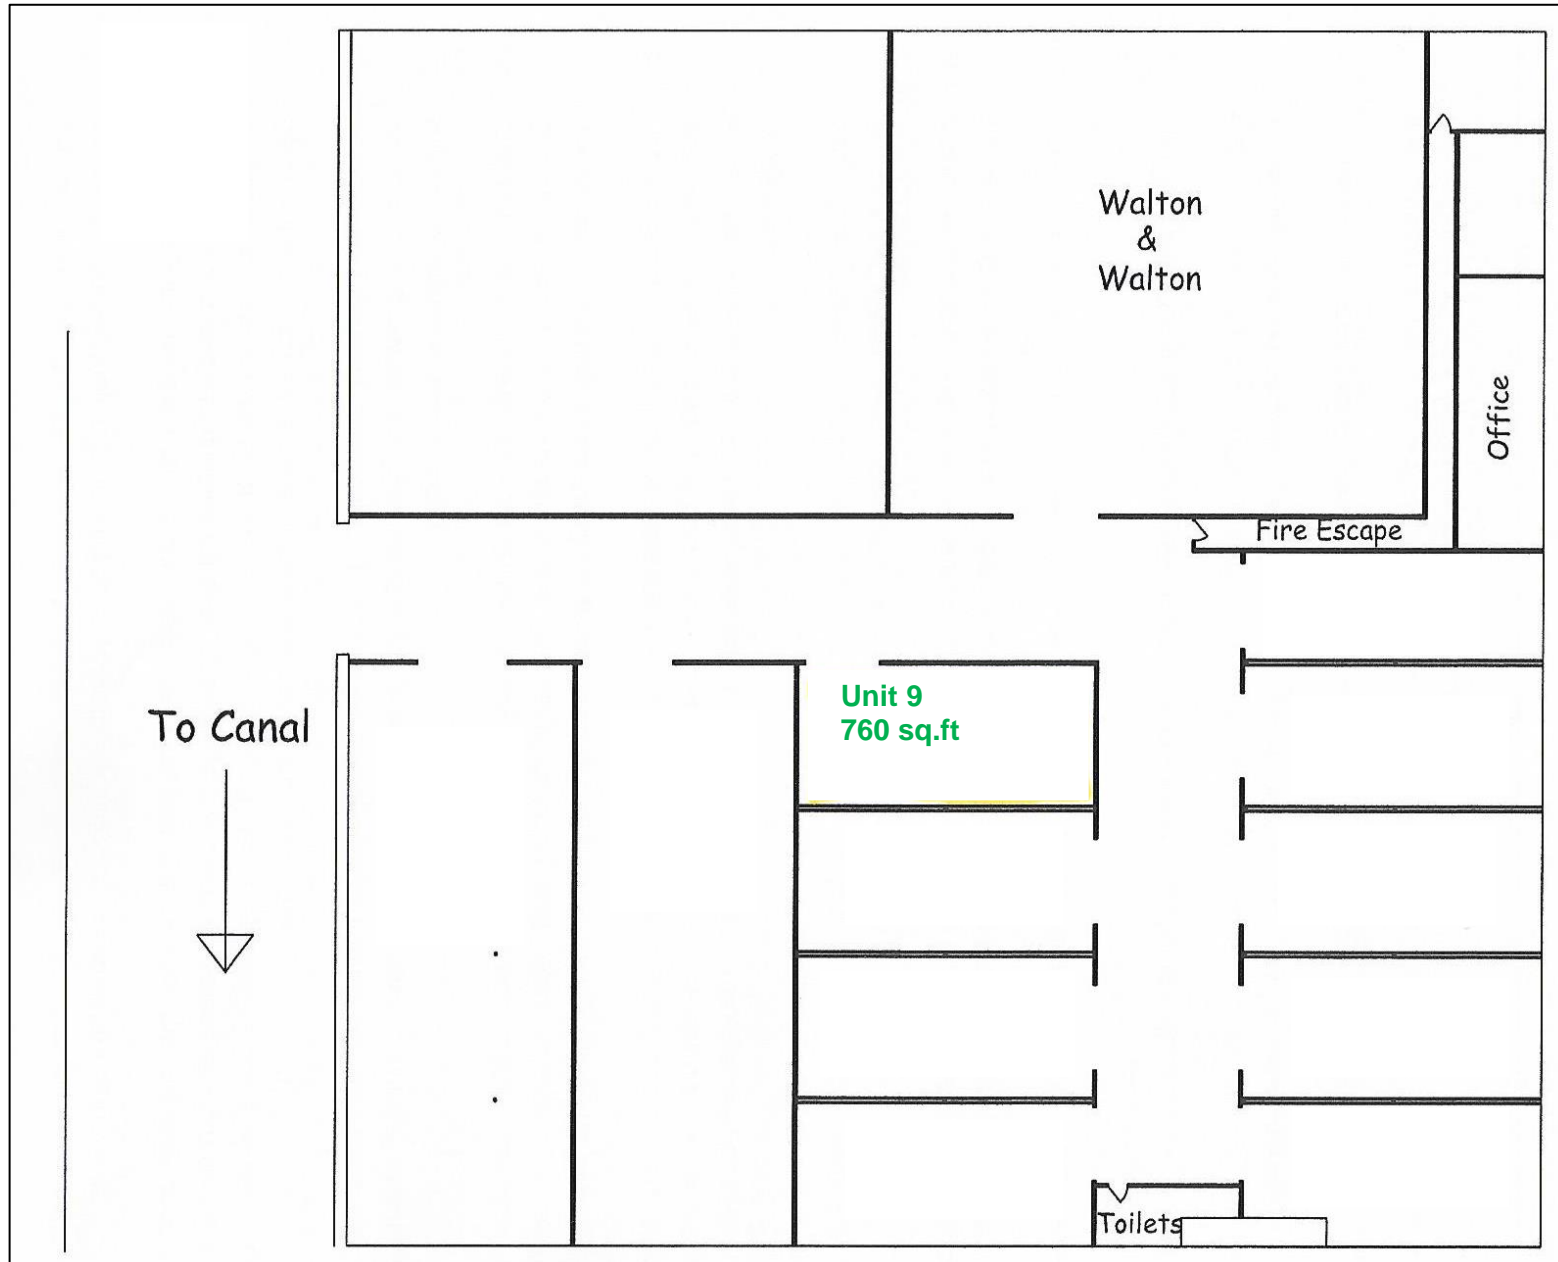 Walton
&
Walton
Office
Fire Escape
Unit 9
760 sq.ft
To Canal
Toilets